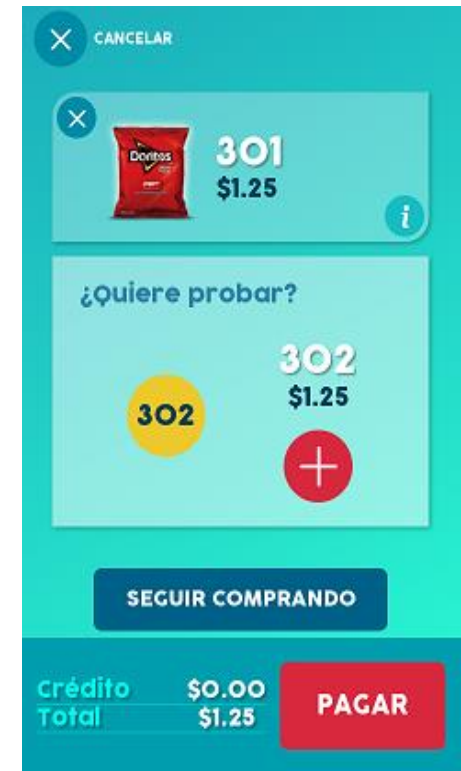 CANCELAR
Doritos
301
$1.25
i
¿Quiere probar?
302
$1.25
302
SEGUIR COMPRANDO
Crédito $0.00
Total $1.25
PAGAR